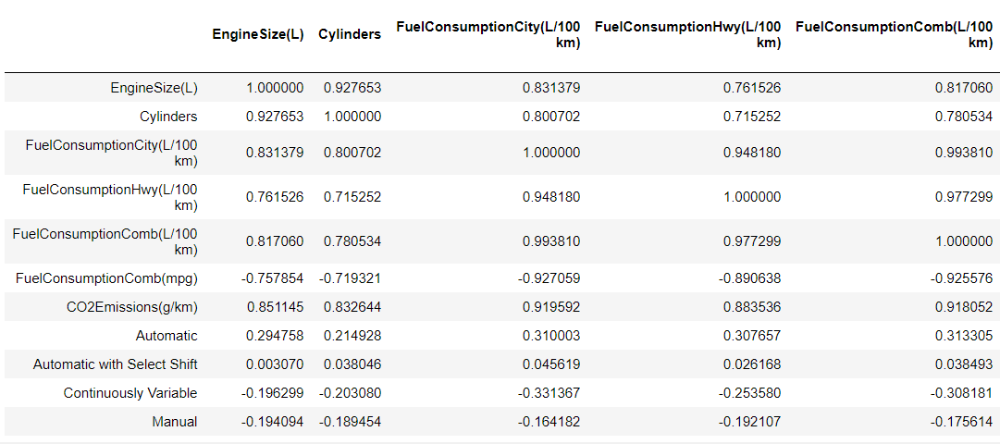 EngineSize(L) Cylinders FuelConsumptionCity(L/100 km) FuelConsumptionHwy(L/100 km) FuelConsumptionComb(L/100 km)
EngineSize(L) 1.000000 0.927653 0.831379 0.761526 0.817060
Cylinders 0.927653 1.000000 0.800702 0.715252 0.780534
FuelConsumptionCity(L/100 km) 0.831379 0.800702 1.000000 0.948180 0.993810
FuelConsumptionHwy(L/100 km) 0.761526 0.715252 0.948180 1.000000 0.977299
FuelConsumptionComb(L/100 km) 0.817060 0.780534 0.993810 0.977299 1.000000
FuelConsumptionComb(mpg) -0.757854 -0.719321 -0.927059 -0.890638 -0.925576
CO2Emissions(g/km) 0.851145 0.832644 0.919592 0.883536 0.918052
Automatic 0.294758 0.214928 0.310003 0.307657 0.313305
Automatic with Select Shift 0.003070 0.038046 0.045619 0.026168 0.038493
Continuously Variable -0.196299 -0.203080 -0.331367 -0.253580 -0.308181
Manual -0.194094 -0.189454 -0.164182 -0.192107 -0.175614